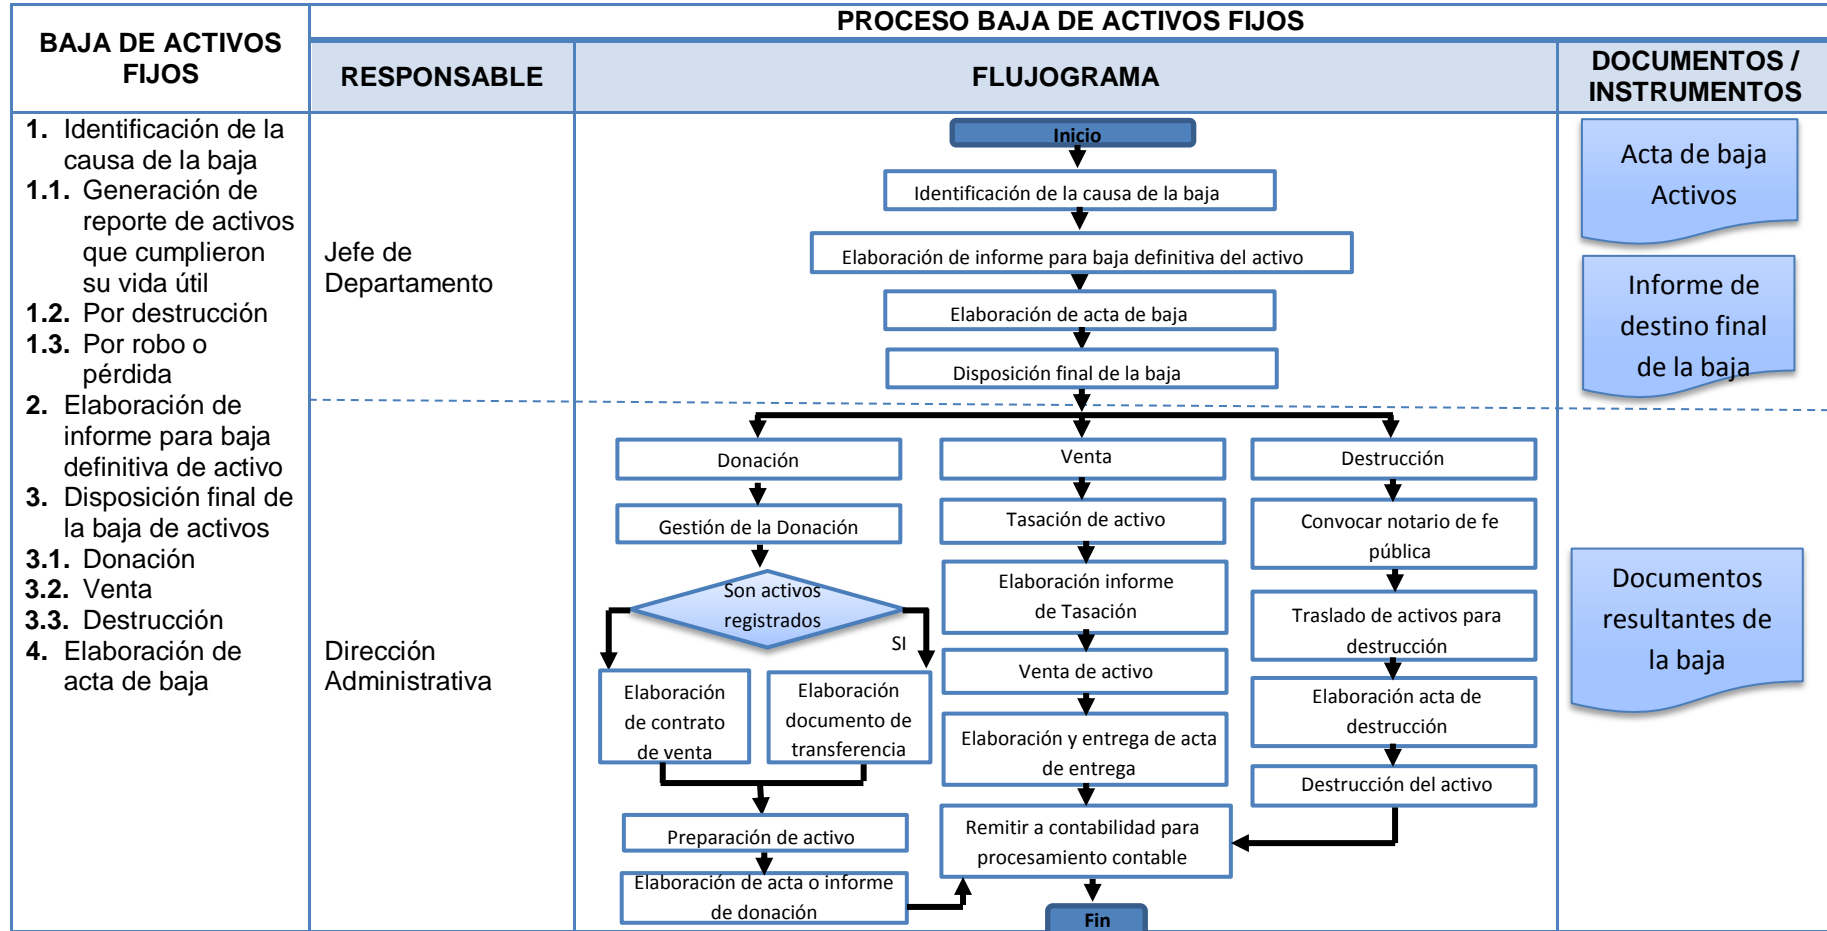 BAJA DE ACTIVOS
FIJOS
PROCESO BAJA DE ACTIVOS FIJOS
RESPONSABLE
FLUJOGRAMA
DOCUMENTOS /
INSTRUMENTOS
1. Identificación de la
causa de la baja
1.1. Generación de
reporte de activos
que cumplieron
su vida útil
1.2. Por destrucción
1.3. Por robo o
pérdida
2. Elaboración de
informe para baja
definitiva de activo
3. Disposición final de
la baja de activos
3.1. Donación
3.2. Venta
3.3. Destrucción
4. Elaboración de
acta de baja
Jefe de
Departamento
Dirección
Administrativa
Inicio
Identificación de la causa de la baja
Elaboración de informe para baja definitiva del activo
Elaboración de acta de baja
Disposición final de la baja
Donación
Gestión de la Donación
Son activos
registrados
SI
Elaboración
de contrato
de venta
Elaboración
documento de
transferencia
Preparación de activo
Elaboración de acta o informe
de donación
Venta
Tasación de activo
Elaboración informe
de Tasación
Venta de activo
Elaboración y entrega de acta
de entrega
Remitir a contabilidad para
procesamiento contable
Fin
Destrucción
Convocar notario de fe
pública
Traslado de activos para
destrucción
Elaboración acta de
destrucción
Destrucción del activo
Acta de baja
Activos
Informe de
destino final
de la baja
Documentos
resultantes de
la baja